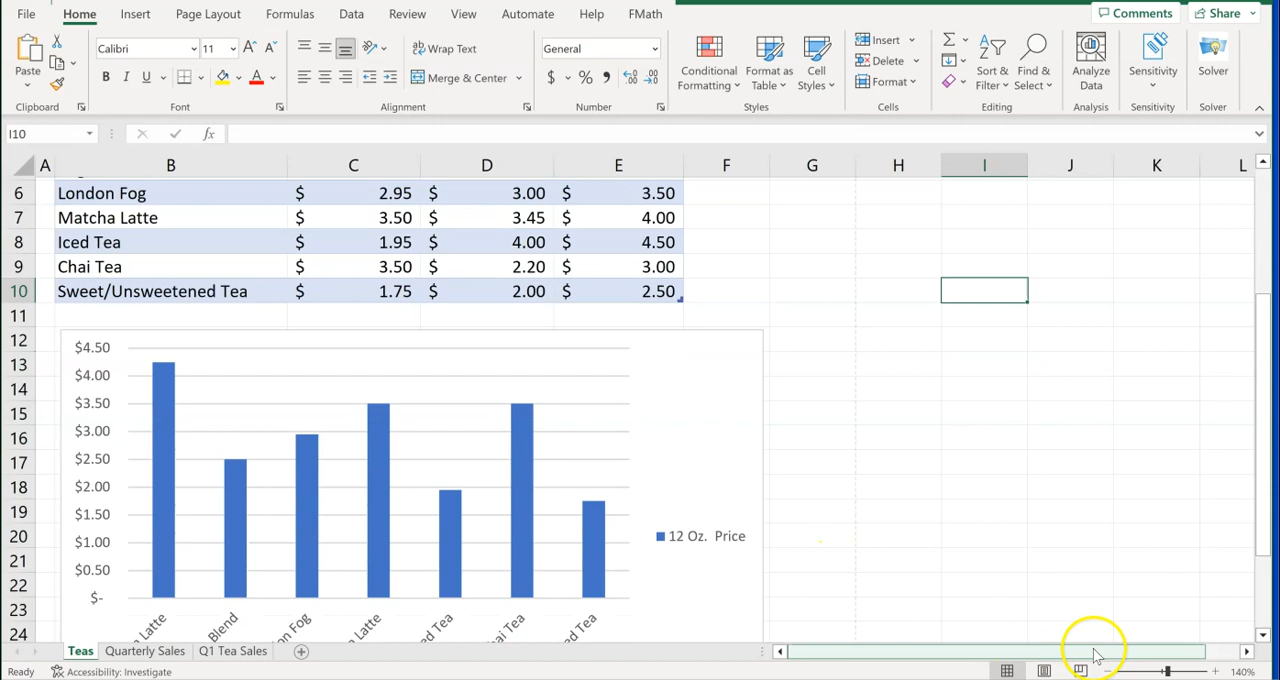 File Home Insert Page Layout Formulas Data Review View Automate Help FMath Comments Share
Calibri 11 Wrap Text General Insert
Paste B I U Merge & Center $ % Conditional Formatting Format as Table Cell Styles Delete Format Sort & Filter Find & Select Analyze Data Sensitivity Solver
Clipboard Font Alignment Number Styles Cells Editing Analysis Sensitivity Solver
I10 fx
A B C D E F G H I J K L
6 London Fog $ 2.95 $ 3.00 $ 3.50
7 Matcha Latte $ 3.50 $ 3.45 $ 4.00
8 Iced Tea $ 1.95 $ 4.00 $ 4.50
9 Chai Tea $ 3.50 $ 2.20 $ 3.00
10 Sweet/Unsweetened Tea $ 1.75 $ 2.00 $ 2.50
11
12
13
14
15
16
17
18
19
20
21
22
23
24
$4.50
$4.00
$3.50
$3.00
$2.50
$2.00
$1.50
$1.00
$0.50
$-
12 Oz. Price
Latte Blend Fog Latte Tea Tea Tea
Teas Quarterly Sales Q1 Tea Sales
Ready Accessibility: Investigate 140%